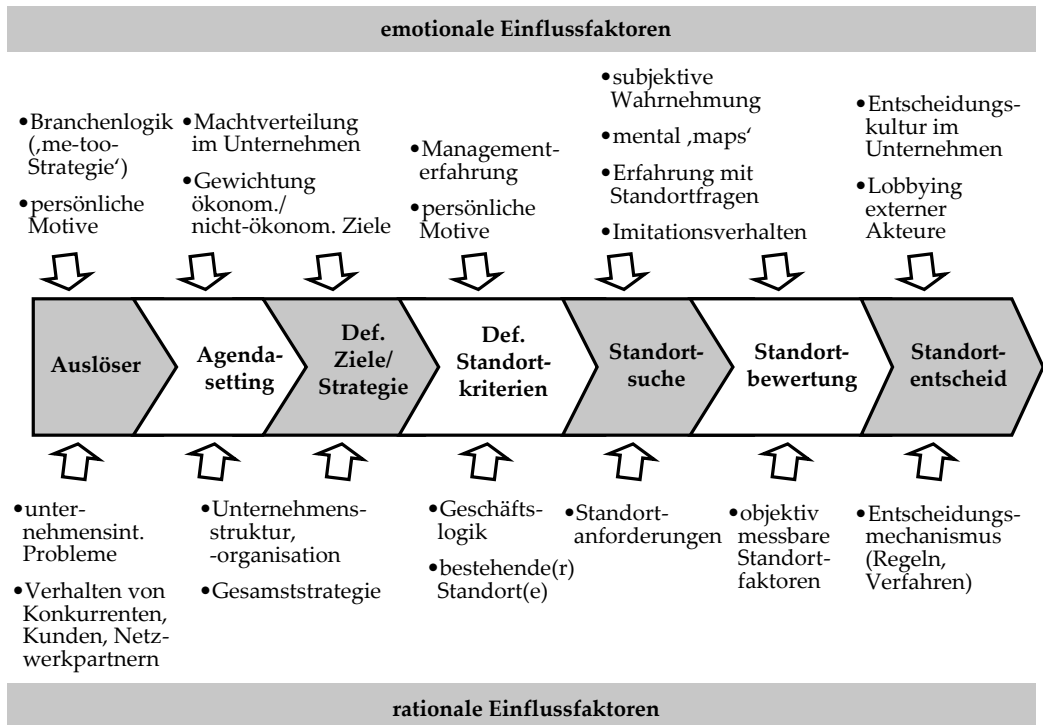 emotionale Einflussfaktoren
•Branchenlogik
(‚me-too-
Strategie‘)
•persönliche
Motive
•Machtverteilung
im Unternehmen
•Gewichtung
ökonom./
nicht-ökonom. Ziele
•Management-
erfahrung
•persönliche
Motive
•subjektive
Wahrnehmung
•mental ‚maps‘
•Erfahrung mit
Standortfragen
•Imitationsverhalten
•Entscheidungs-
kultur im
Unternehmen
•Lobbying
externer
Akteure
Auslöser
Agenda-
setting
Def.
Ziele/
Strategie
Def.
Standort-
kriterien
Standort-
suche
Standort-
bewertung
Standort-
entscheid
•unter-
nehmensint.
Probleme
•Verhalten von
Konkurrenten,
Kunden, Netz-
werkpartnern
•Unternehmens-
struktur,
-organisation
•Gesamststrategie
•Geschäfts-
logik
•bestehende(r)
Standort(e)
•Standort-
anforderungen
•objektiv
messbare
Standort-
faktoren
•Entscheidungs-
mechanismus
(Regeln,
Verfahren)
rationale Einflussfaktoren